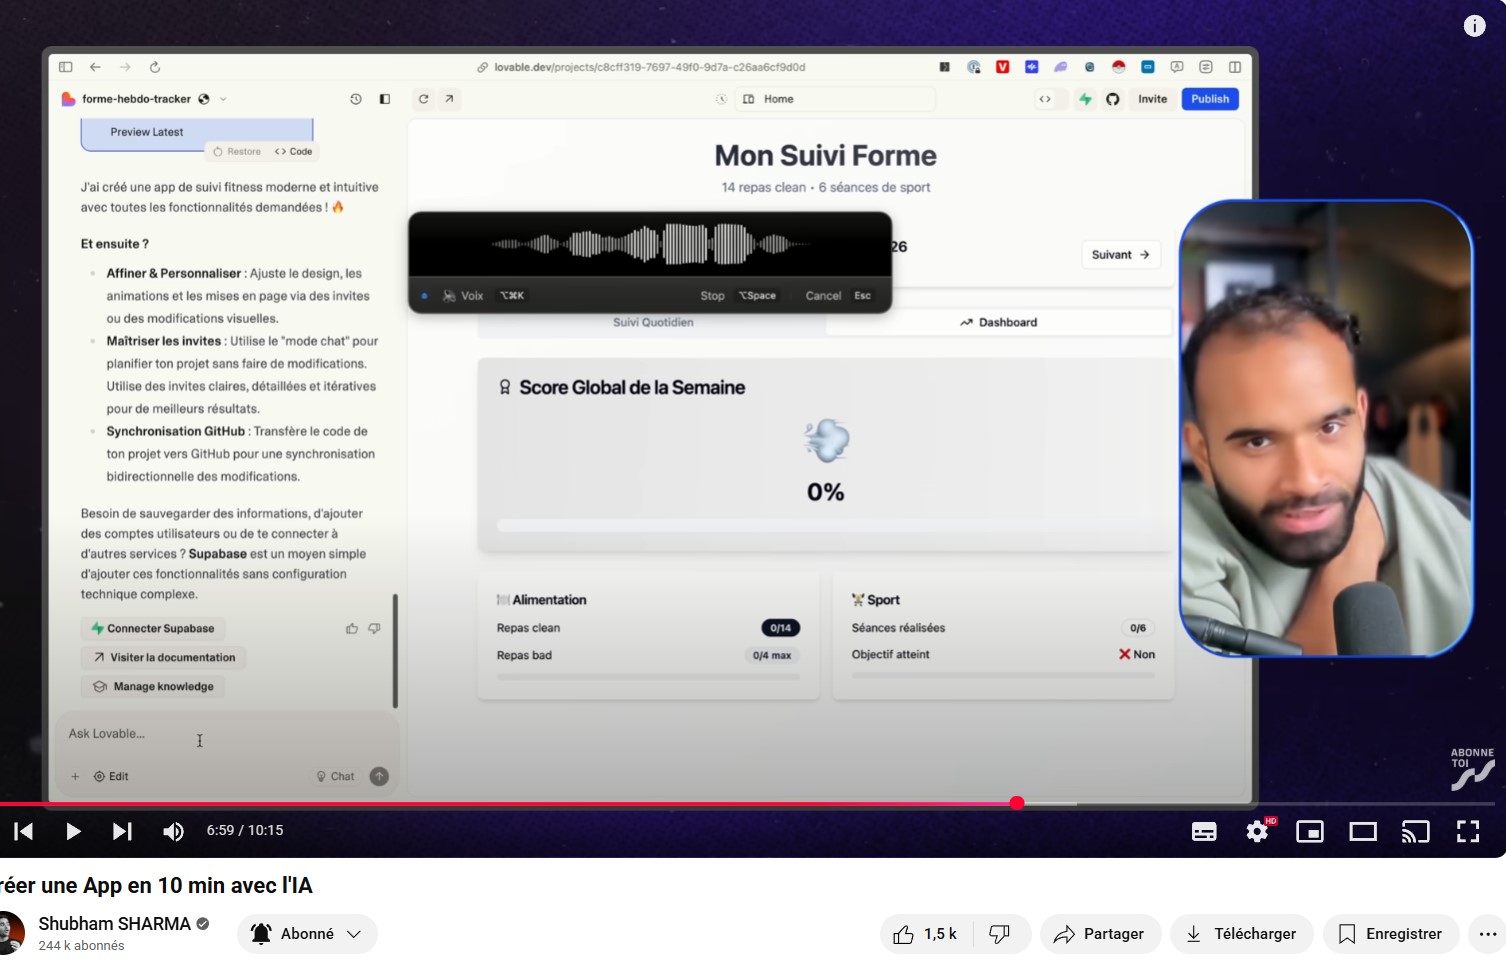 lovable.dev/projects/c8cff319-7697-49f0-9d7a-c26aa6cf9d0d
forme-hebdo-tracker
Home
Invite
Publish
Preview Latest
Restore
Code
J'ai créé une app de suivi fitness moderne et intuitive
avec toutes les fonctionnalités demandées ! 🔥
Et ensuite ?
Affiner & Personnaliser : Ajuste le design, les
animations et les mises en page via des invites
ou des modifications visuelles.
Maîtriser les invites : Utilise le "mode chat" pour
planifier ton projet sans faire de modifications.
Utilise des invites claires, détaillées et itératives
pour de meilleurs résultats.
Synchronisation GitHub : Transfère le code de
ton projet vers GitHub pour une synchronisation
bidirectionnelle des modifications.
Besoin de sauvegarder des informations, d'ajouter
des comptes utilisateurs ou de te connecter à
d'autres services ? Supabase est un moyen simple
d'ajouter ces fonctionnalités sans configuration
technique complexe.
Connecter Supabase
Visiter la documentation
Manage knowledge
Ask Lovable...
Edit
Chat
Mon Suivi Forme
14 repas clean • 6 séances de sport
26
Suivant →
Voix ⌥⌘K
Stop ⌥Space
Cancel Esc
Suivi Quotidien
Dashboard
Score Global de la Semaine
0%
Alimentation
Repas clean 0/14
Repas bad 0/4 max
Sport
Séances réalisées 0/6
Objectif atteint ❌ Non
ABONNE
TOI
6:59 / 10:15
HD
réer une App en 10 min avec l'IA
Shubham SHARMA
244 k abonnés
Abonné
1,5 k
Partager
Télécharger
Enregistrer